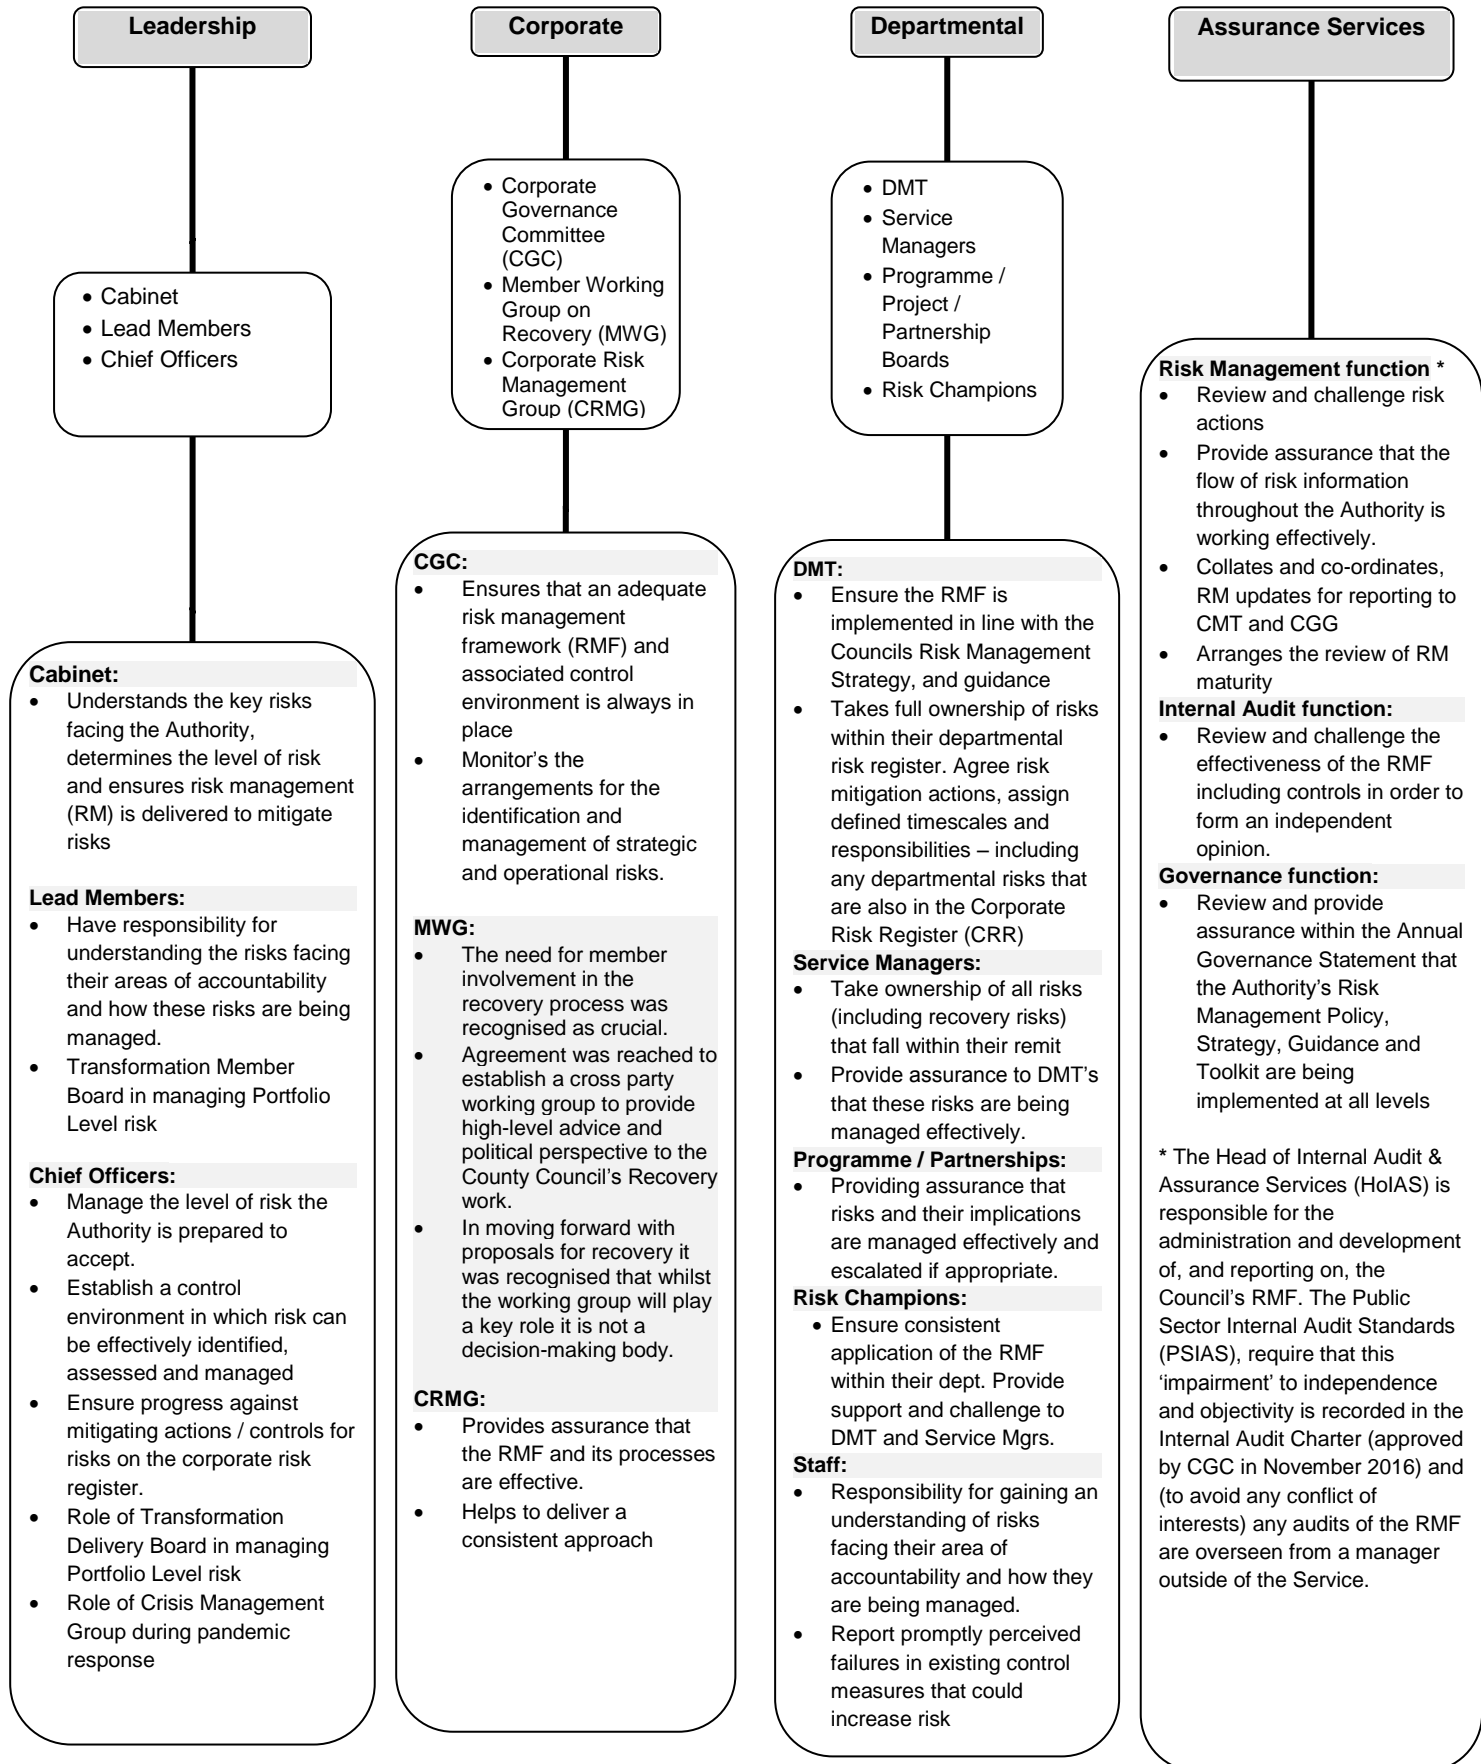 Leadership
• Cabinet
• Lead Members
• Chief Officers
Cabinet:
• Understands the key risks
facing the Authority,
determines the level of risk
and ensures risk management
(RM) is delivered to mitigate
risks
Lead Members:
• Have responsibility for
understanding the risks facing
their areas of accountability
and how these risks are being
managed.
• Transformation Member
Board in managing Portfolio
Level risk
Chief Officers:
• Manage the level of risk the
Authority is prepared to
accept.
• Establish a control
environment in which risk can
be effectively identified,
assessed and managed
• Ensure progress against
mitigating actions / controls for
risks on the corporate risk
register.
• Role of Transformation
Delivery Board in managing
Portfolio Level risk
• Role of Crisis Management
Group during pandemic
response
Corporate
• Corporate
Governance
Committee
(CGC)
• Member Working
Group on
Recovery (MWG)
• Corporate Risk
Management
Group (CRMG)
CGC:
• Ensures that an adequate
risk management
framework (RMF) and
associated control
environment is always in
place
• Monitor's the
arrangements for the
identification and
management of strategic
and operational risks.
MWG:
• The need for member
involvement in the
recovery process was
recognised as crucial.
• Agreement was reached to
establish a cross party
working group to provide
high-level advice and
political perspective to the
County Council's Recovery
work.
• In moving forward with
proposals for recovery it
was recognised that whilst
the working group will play
a key role it is not a
decision-making body.
CRMG:
• Provides assurance that
the RMF and its processes
are effective.
• Helps to deliver a
consistent approach
Departmental
• DMT
• Service
Managers
• Programme /
Project /
Partnership
Boards
• Risk Champions
DMT:
• Ensure the RMF is
implemented in line with the
Councils Risk Management
Strategy, and guidance
• Takes full ownership of risks
within their departmental
risk register. Agree risk
mitigation actions, assign
defined timescales and
responsibilities – including
any departmental risks that
are also in the Corporate
Risk Register (CRR)
Service Managers:
• Take ownership of all risks
(including recovery risks)
that fall within their remit
• Provide assurance to DMT's
that these risks are being
managed effectively.
Programme / Partnerships:
• Providing assurance that
risks and their implications
are managed effectively and
escalated if appropriate.
Risk Champions:
• Ensure consistent
application of the RMF
within their dept. Provide
support and challenge to
DMT and Service Mgrs.
Staff:
• Responsibility for gaining an
understanding of risks
facing their area of
accountability and how they
are being managed.
• Report promptly perceived
failures in existing control
measures that could
increase risk
Assurance Services
Risk Management function *
• Review and challenge risk
actions
• Provide assurance that the
flow of risk information
throughout the Authority is
working effectively.
• Collates and co-ordinates,
RM updates for reporting to
CMT and CGG
• Arranges the review of RM
maturity
Internal Audit function:
• Review and challenge the
effectiveness of the RMF
including controls in order to
form an independent
opinion.
Governance function:
• Review and provide
assurance within the Annual
Governance Statement that
the Authority's Risk
Management Policy,
Strategy, Guidance and
Toolkit are being
implemented at all levels
* The Head of Internal Audit &
Assurance Services (HoIAS) is
responsible for the
administration and development
of, and reporting on, the
Council's RMF. The Public
Sector Internal Audit Standards
(PSIAS), require that this
'impairment' to independence
and objectivity is recorded in the
Internal Audit Charter (approved
by CGC in November 2016) and
(to avoid any conflict of
interests) any audits of the RMF
are overseen from a manager
outside of the Service.